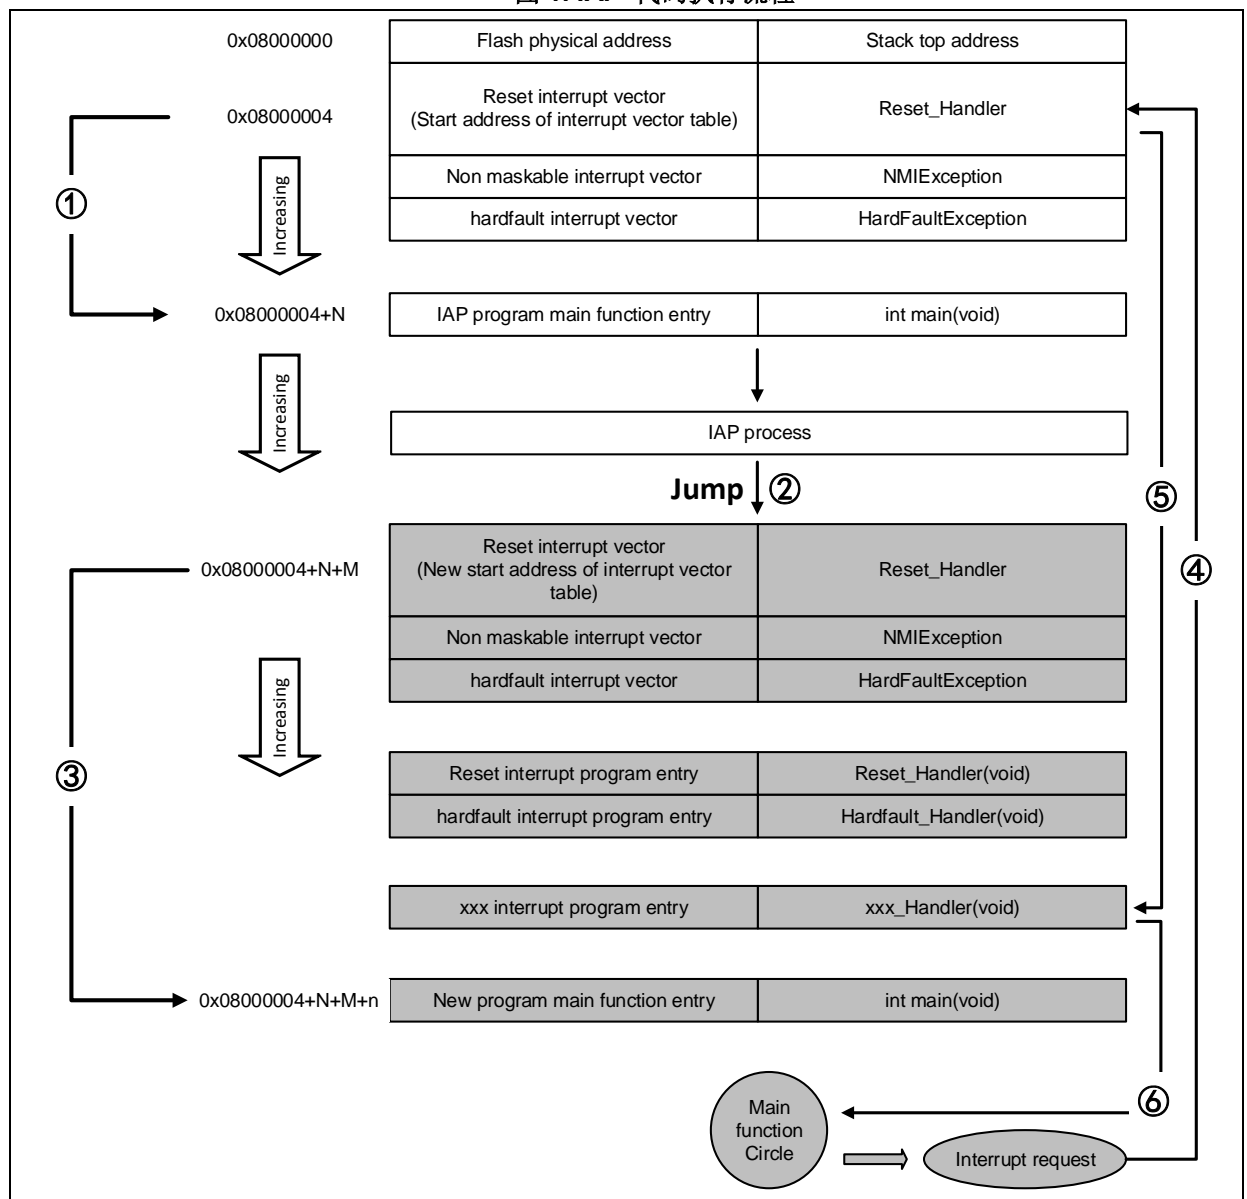 0x08000000
Flash physical address
Stack top address
0x08000004
Reset interrupt vector
(Start address of interrupt vector table)
Reset_Handler
Non maskable interrupt vector
NMIException
hardfault interrupt vector
HardFaultException
①
Increasing
0x08000004+N
IAP program main function entry
int main(void)
Increasing
IAP process
Jump
②
⑤
④
0x08000004+N+M
Reset interrupt vector
(New start address of interrupt vector
table)
Reset_Handler
Non maskable interrupt vector
NMIException
hardfault interrupt vector
HardFaultException
Increasing
③
Reset interrupt program entry
Reset_Handler(void)
hardfault interrupt program entry
Hardfault_Handler(void)
xxx interrupt program entry
xxx_Handler(void)
0x08000004+N+M+n
New program main function entry
int main(void)
⑥
Main
function
Circle
Interrupt request